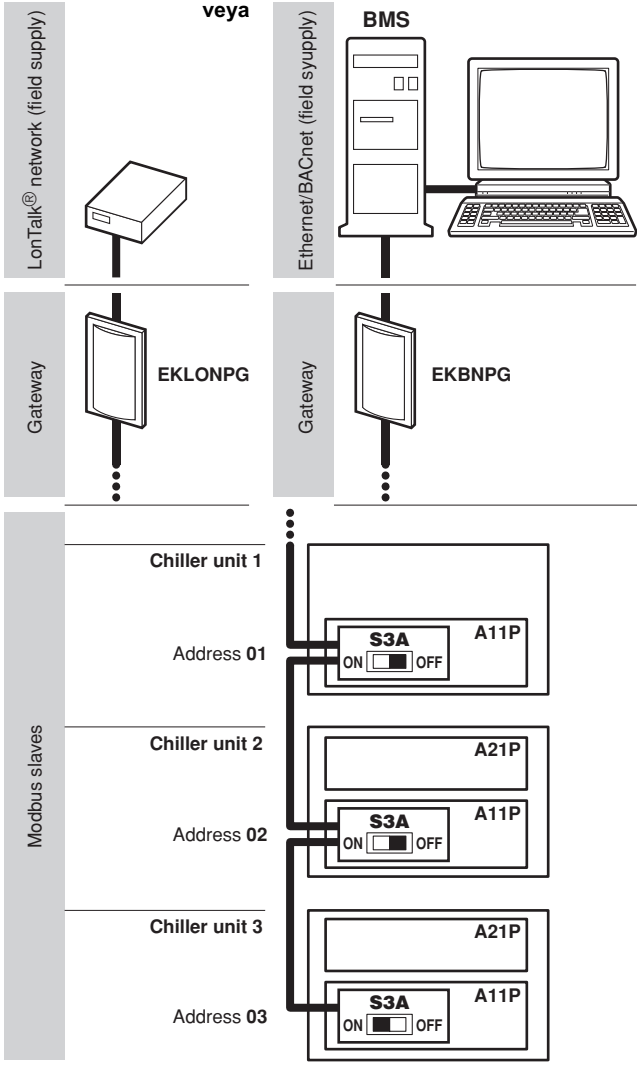 veya
BMS
LonTalk® network (field supply)
Ethernet/BACnet (field syupply)
Gateway
EKLONPG
Gateway
EKBNPG
Modbus slaves
Chiller unit 1
Address 01
A11P
S3A
ON OFF
Chiller unit 2
A21P
Address 02
A11P
S3A
ON OFF
Chiller unit 3
A21P
Address 03
A11P
S3A
ON OFF